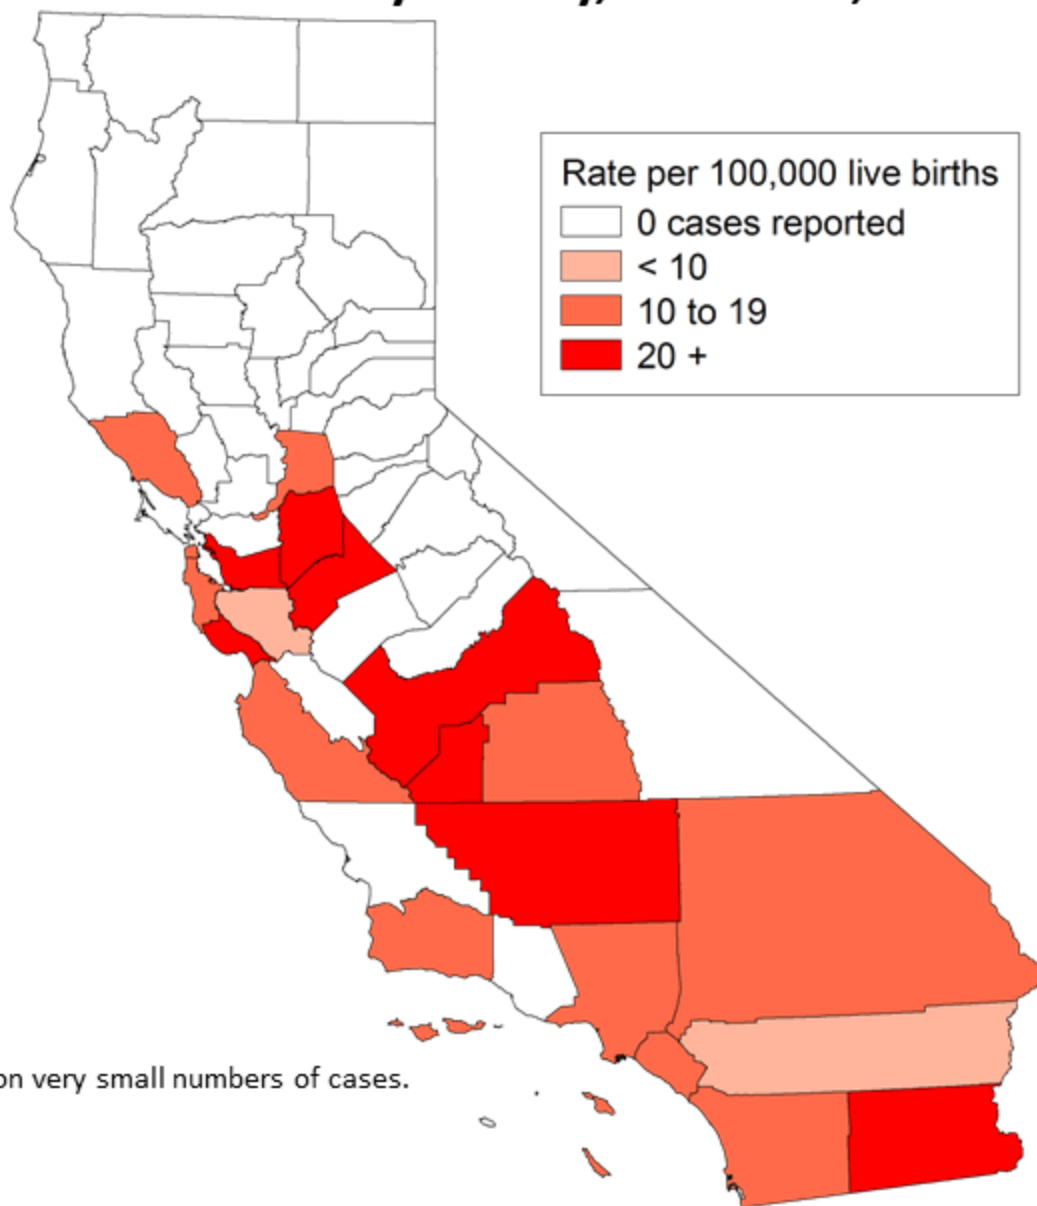 Rate per 100,000 live births
0 cases reported
< 10
10 to 19
20 +
on very small numbers of cases.